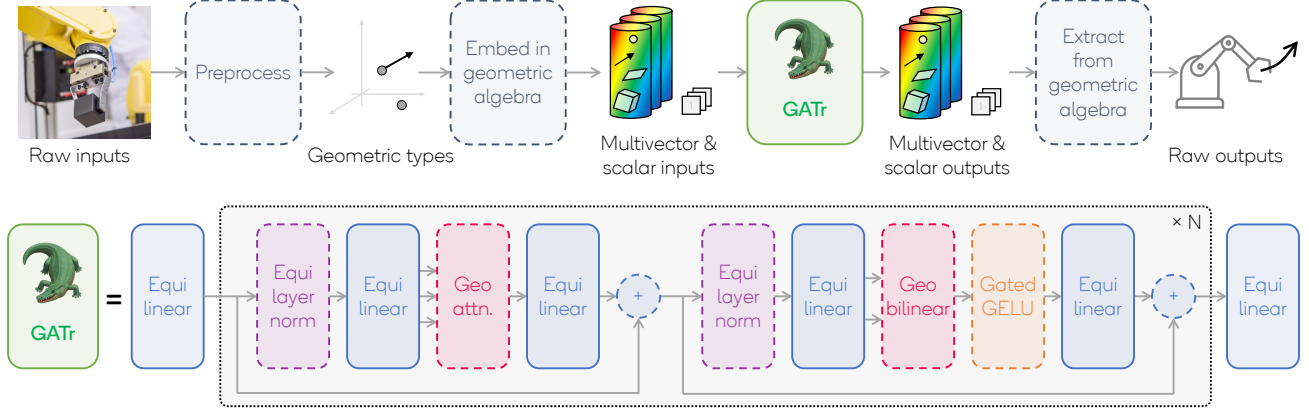 Preprocess
Embed in
geometric
algebra
1
GATr
1
Extract
from
geometric
algebra
Raw inputs
Geometric types
Multivector &
scalar inputs
Multivector &
scalar outputs
Raw outputs
× N
GATr
=
Equi
linear
Equi
layer
norm
Equi
linear
Geo
attn.
Equi
linear
+
Equi
layer
norm
Equi
linear
Geo
bilinear
Gated
GELU
Equi
linear
+
Equi
linear